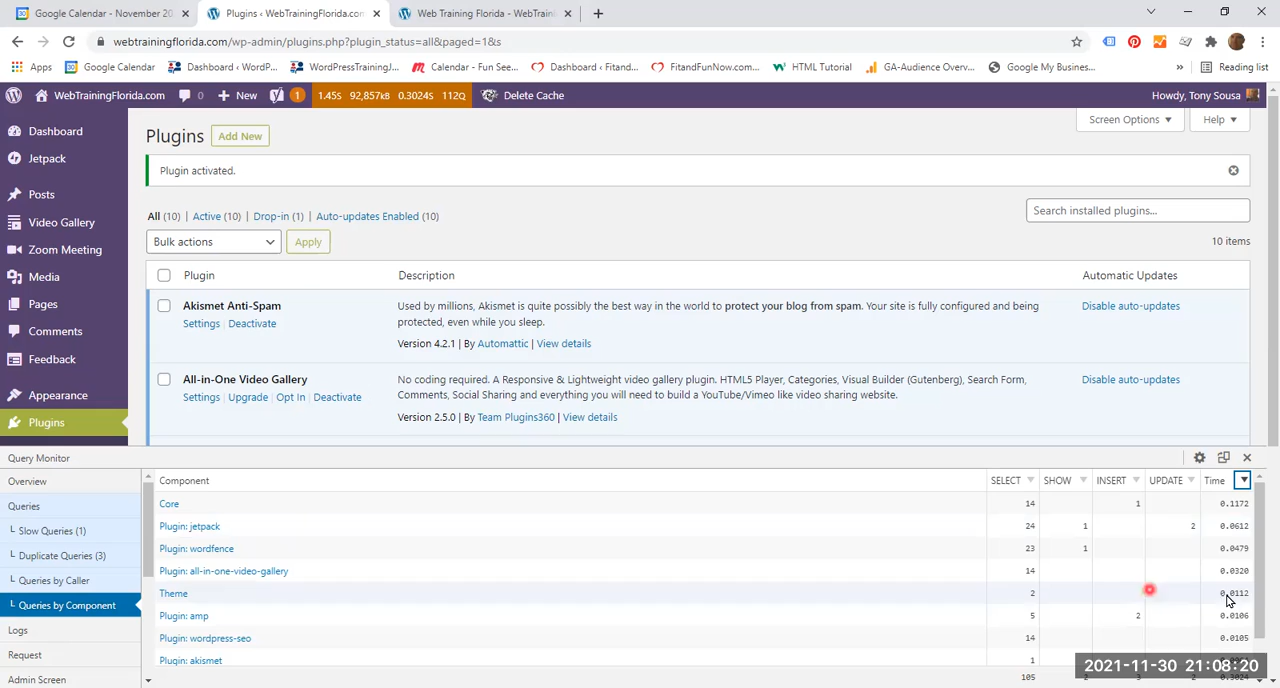 Google Calendar - November 20
Plugins ‹ WebTrainingFlorida.con
Web Training Florida - WebTrainin
webtrainingflorida.com/wp-admin/plugins.php?plugin_status=all&paged=1&s
Apps
Google Calendar
Dashboard ‹ WordP...
WordPressTrainingJ...
Calendar - Fun See...
Dashboard ‹ Fitand...
FitandFunNow.com...
HTML Tutorial
GA-Audience Overv...
Google My Busines...
»
Reading list
WebTrainingFlorida.com
0
New
1
1.45s 92,857kB 0.3024s 112Q
Delete Cache
Howdy, Tony Sousa
Dashboard
Jetpack
Posts
Video Gallery
Zoom Meeting
Media
Pages
Comments
Feedback
Appearance
Plugins
Screen Options
Help
Plugins
Add New
Plugin activated.
All (10) | Active (10) | Drop-in (1) | Auto-updates Enabled (10)
Search installed plugins...
Bulk actions
Apply
10 items
Plugin
Description
Automatic Updates
Akismet Anti-Spam
Settings | Deactivate
Used by millions, Akismet is quite possibly the best way in the world to protect your blog from spam. Your site is fully configured and being
protected, even while you sleep.
Version 4.2.1 | By Automattic | View details
Disable auto-updates
All-in-One Video Gallery
Settings | Upgrade | Opt In | Deactivate
No coding required. A Responsive & Lightweight video gallery plugin. HTML5 Player, Categories, Visual Builder (Gutenberg), Search Form,
Comments, Social Sharing and everything you will need to build a YouTube/Vimeo like video sharing website.
Version 2.5.0 | By Team Plugins360 | View details
Disable auto-updates
Query Monitor
Overview
Queries
Slow Queries (1)
Duplicate Queries (3)
Queries by Caller
Queries by Component
Logs
Request
Admin Screen
Component SELECT SHOW INSERT UPDATE Time
Core 14 1 0.1172
Plugin: jetpack 24 1 2 0.0612
Plugin: wordfence 23 1 0.0479
Plugin: all-in-one-video-gallery 14 0.0320
Theme 2 0.0112
Plugin: amp 5 2 0.0106
Plugin: wordpress-seo 14 0.0105
Plugin: akismet 1
105
2021-11-30 21:08:20